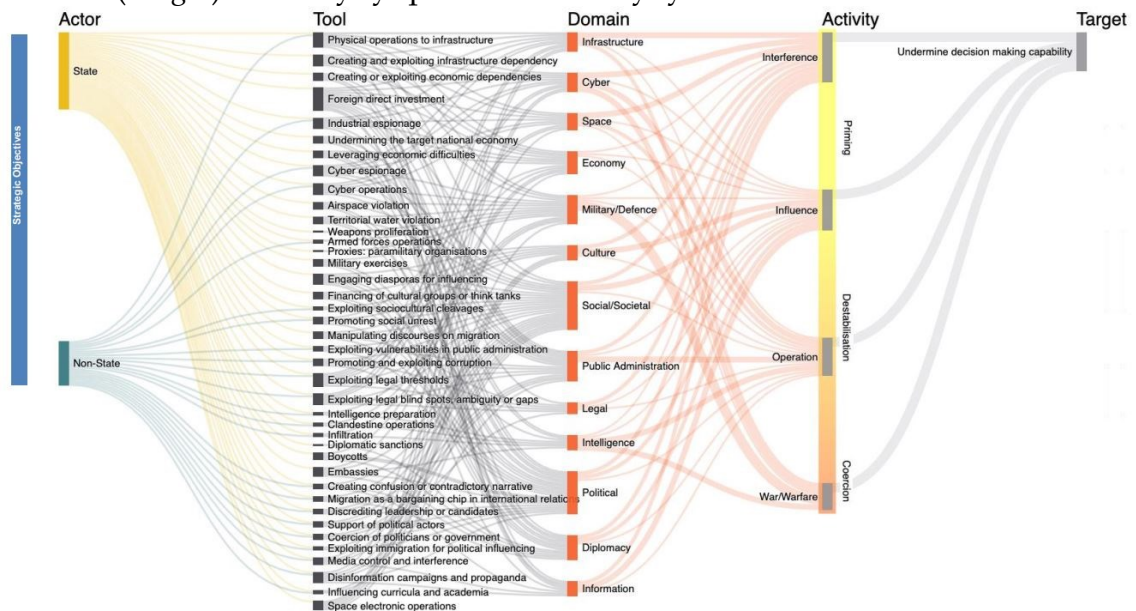 Actor
Tool
Domain
Activity
Target
Strategic Objectives
State
Non-State
Physical operations to infrastructure
Creating and exploiting infrastructure dependency
Creating or exploiting economic dependencies
Foreign direct investment
Industrial espionage
Undermining the target national economy
Leveraging economic difficulties
Cyber espionage
Cyber operations
Airspace violation
Territorial water violation
Weapons proliferation
Armed forces operations
Proxies: paramilitary organisations
Military exercises
Engaging diasporas for influencing
Financing of cultural groups or think tanks
Exploiting sociocultural cleavages
Promoting social unrest
Manipulating discourses on migration
Exploiting vulnerabilities in public administration
Promoting and exploiting corruption
Exploiting legal thresholds
Exploiting legal blind spots, ambiguity or gaps
Intelligence preparation
Clandestine operations
Infiltration
Diplomatic sanctions
Boycotts
Embassies
Creating confusion or contradictory narrative
Migration as a bargaining chip in international relations
Discrediting leadership or candidates
Support of political actors
Coercion of politicians or government
Exploiting immigration for political influencing
Media control and interference
Disinformation campaigns and propaganda
Influencing curricula and academia
Space electronic operations
Infrastructure
Cyber
Space
Economy
Military/Defence
Culture
Social/Societal
Public Administration
Legal
Intelligence
Political
Diplomacy
Information
Interference
Influence
Operation
War/Warfare
Priming
Destabilisation
Coercion
Undermine decision making capability